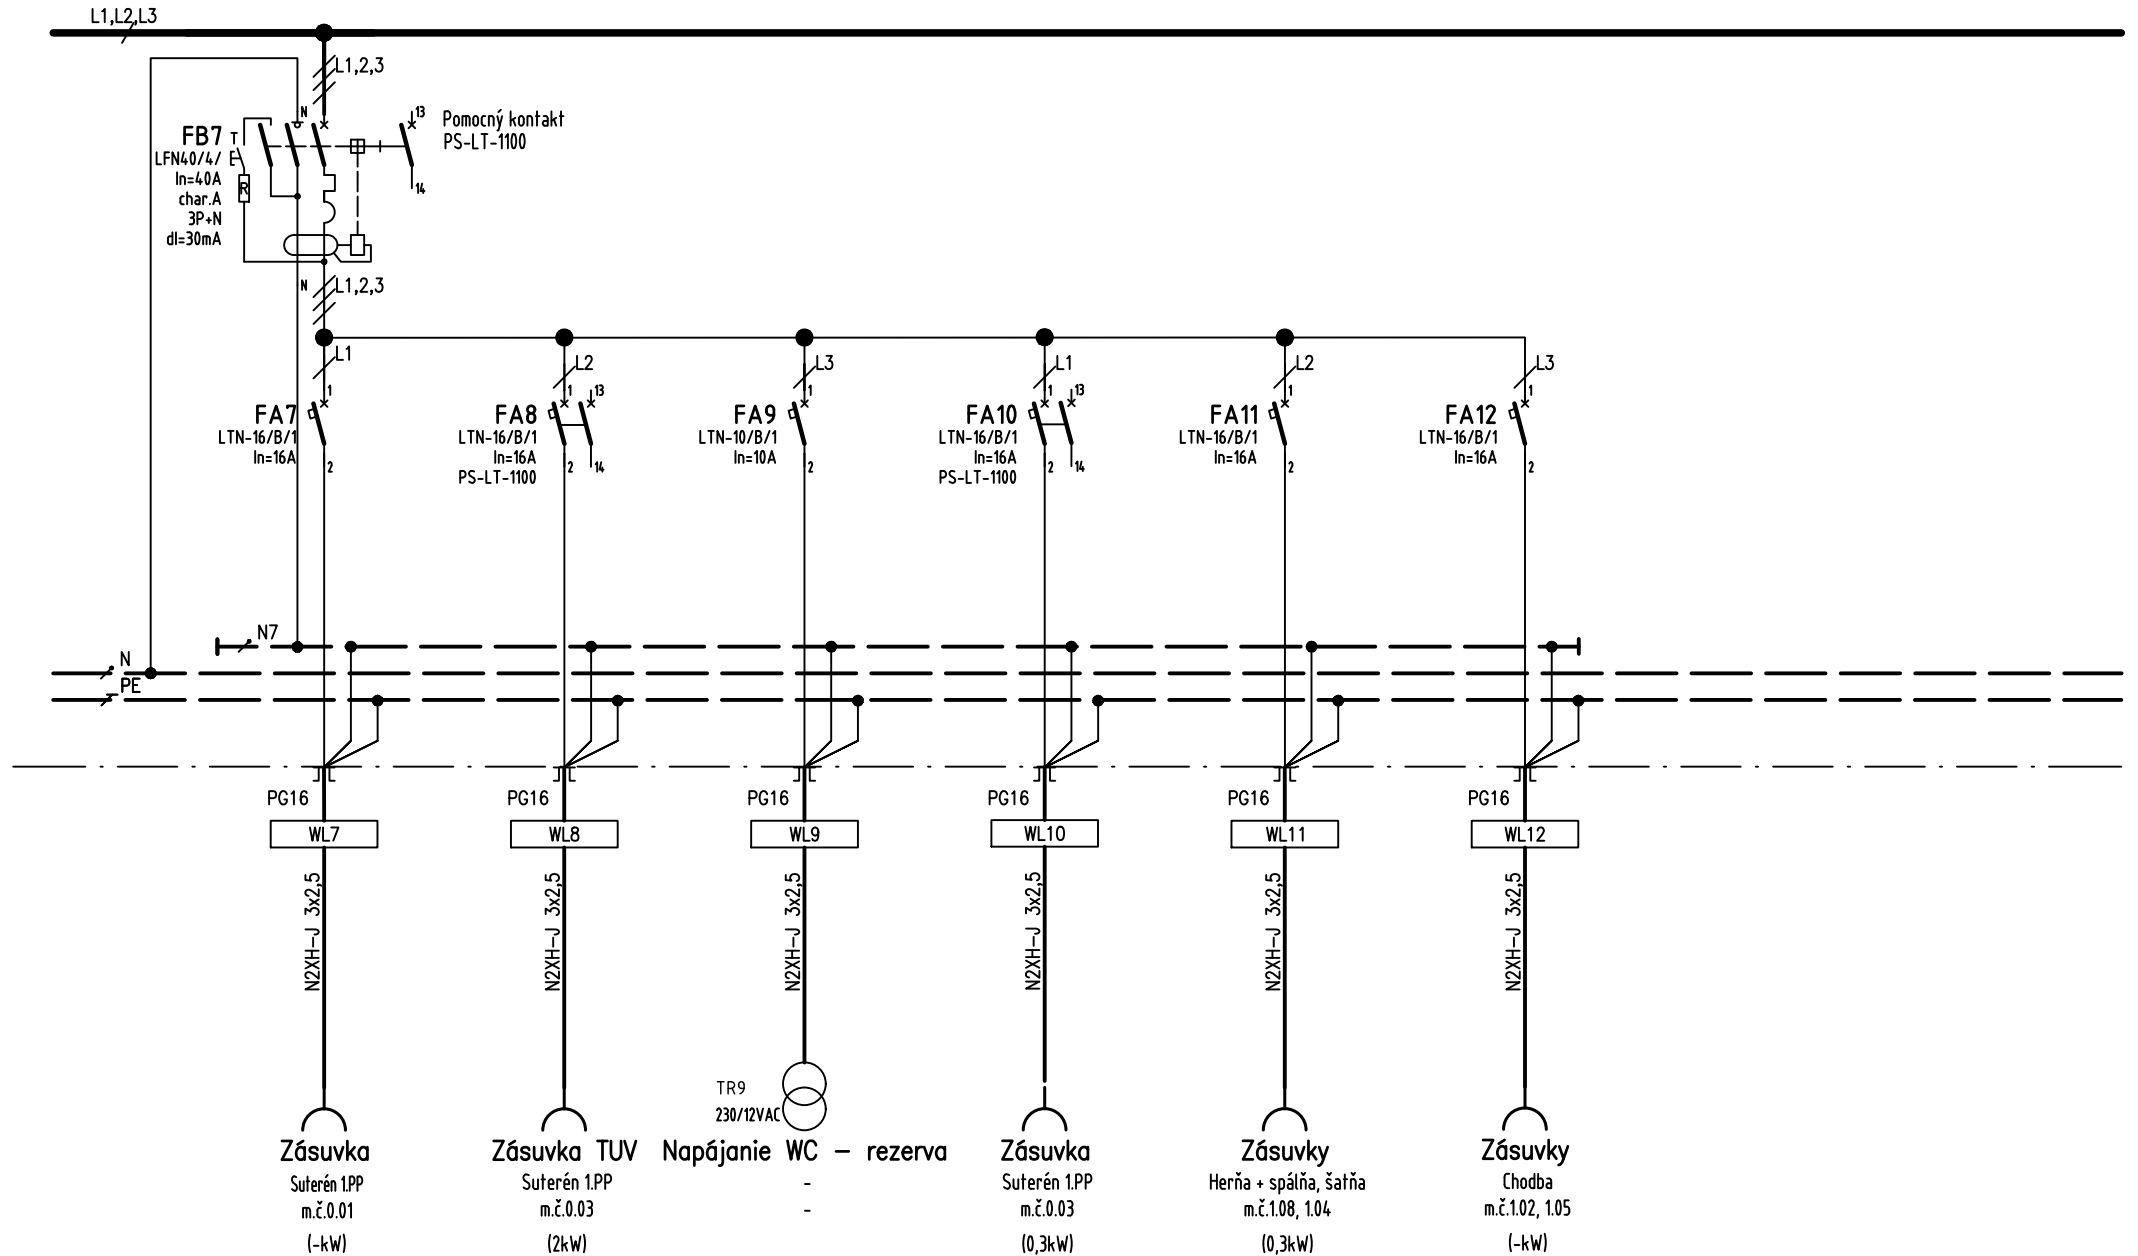 L1,L2,L3
L1,2,3
N
13
Pomocný kontakt
PS-LT-1100
14
FB7
T
LFN40/4/
In=40A
char.A
3P+N
dI=30mA
R
N
L1,2,3
L1
L2
L3
L1
L2
L3
1
1
13
1
1
13
1
1
FA7
LTN-16/B/1
In=16A
2
FA8
LTN-16/B/1
In=16A
PS-LT-1100
2
14
FA9
LTN-10/B/1
In=10A
2
FA10
LTN-16/B/1
In=16A
PS-LT-1100
2
14
FA11
LTN-16/B/1
In=16A
2
FA12
LTN-16/B/1
In=16A
2
N7
N
PE
PG16
PG16
PG16
PG16
PG16
PG16
WL7
WL8
WL9
WL10
WL11
WL12
N2XH-J 3x2,5
N2XH-J 3x2,5
N2XH-J 3x2,5
N2XH-J 3x2,5
N2XH-J 3x2,5
N2XH-J 3x2,5
TR9
230/12VAC
Zásuvka
Suterén 1.PP
m.č.0.01
(-kW)
Zásuvka TUV
Suterén 1.PP
m.č.0.03
(2kW)
Napájanie WC - rezerva
-
-
Zásuvka
Suterén 1.PP
m.č.0.03
(0,3kW)
Zásuvky
Herňa + spálňa, šatňa
m.č.1.08, 1.04
(0,3kW)
Zásuvky
Chodba
m.č.1.02, 1.05
(-kW)